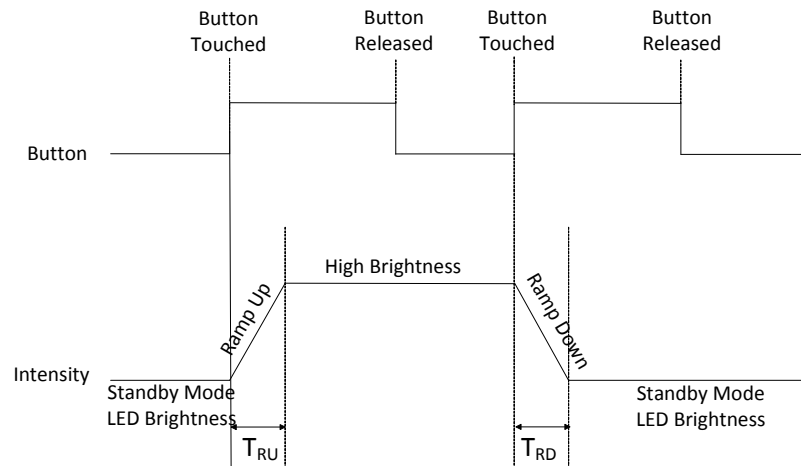 Button
Touched
Button
Released
Button
Touched
Button
Released
Button
High Brightness
Ramp Up
Ramp Down
Intensity
Standby Mode
LED Brightness
Standby Mode
LED Brightness
TRU
TRD